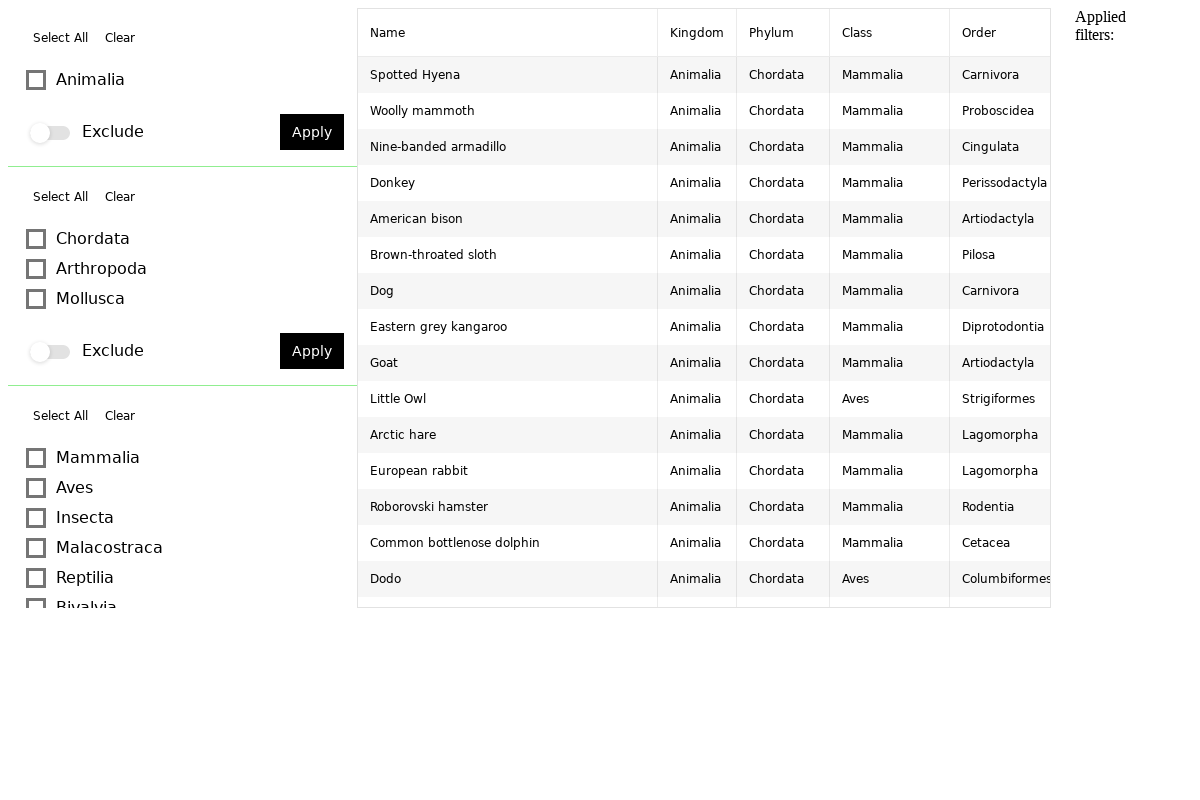 Select All Clear
Animalia
Exclude Apply
Select All Clear
Chordata
Arthropoda
Mollusca
Exclude Apply
Select All Clear
Mammalia
Aves
Insecta
Malacostraca
Reptilia
Bivalvia
Name Kingdom Phylum Class Order
Spotted Hyena Animalia Chordata Mammalia Carnivora
Woolly mammoth Animalia Chordata Mammalia Proboscidea
Nine-banded armadillo Animalia Chordata Mammalia Cingulata
Donkey Animalia Chordata Mammalia Perissodactyla
American bison Animalia Chordata Mammalia Artiodactyla
Brown-throated sloth Animalia Chordata Mammalia Pilosa
Dog Animalia Chordata Mammalia Carnivora
Eastern grey kangaroo Animalia Chordata Mammalia Diprotodontia
Goat Animalia Chordata Mammalia Artiodactyla
Little Owl Animalia Chordata Aves Strigiformes
Arctic hare Animalia Chordata Mammalia Lagomorpha
European rabbit Animalia Chordata Mammalia Lagomorpha
Roborovski hamster Animalia Chordata Mammalia Rodentia
Common bottlenose dolphin Animalia Chordata Mammalia Cetacea
Dodo Animalia Chordata Aves Columbiformes
Applied
filters: